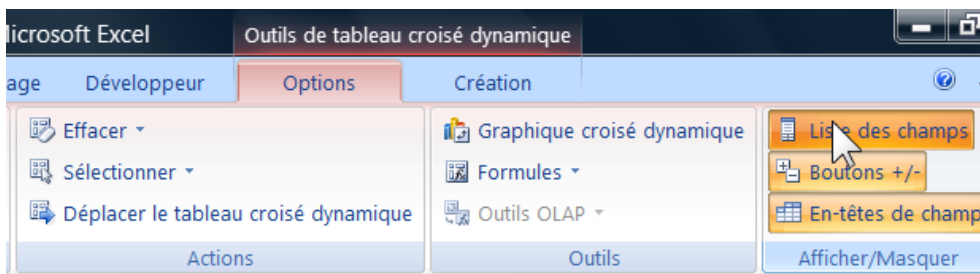 licrosoft Excel Outils de tableau croisé dynamique
age Développeur Options Création
Effacer Graphique croisé dynamique Liste des champs
Sélectionner Formules Boutons +/-
Déplacer le tableau croisé dynamique Outils OLAP En-têtes de champ
Actions Outils Afficher/Masquer